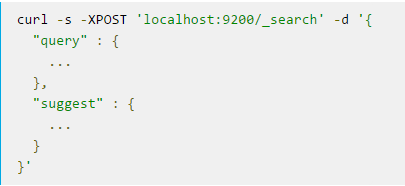 curl -s -XPOST 'localhost:9200/_search' -d '{
  "query" : {
    ...
  },
  "suggest" : {
    ...
  }
}'